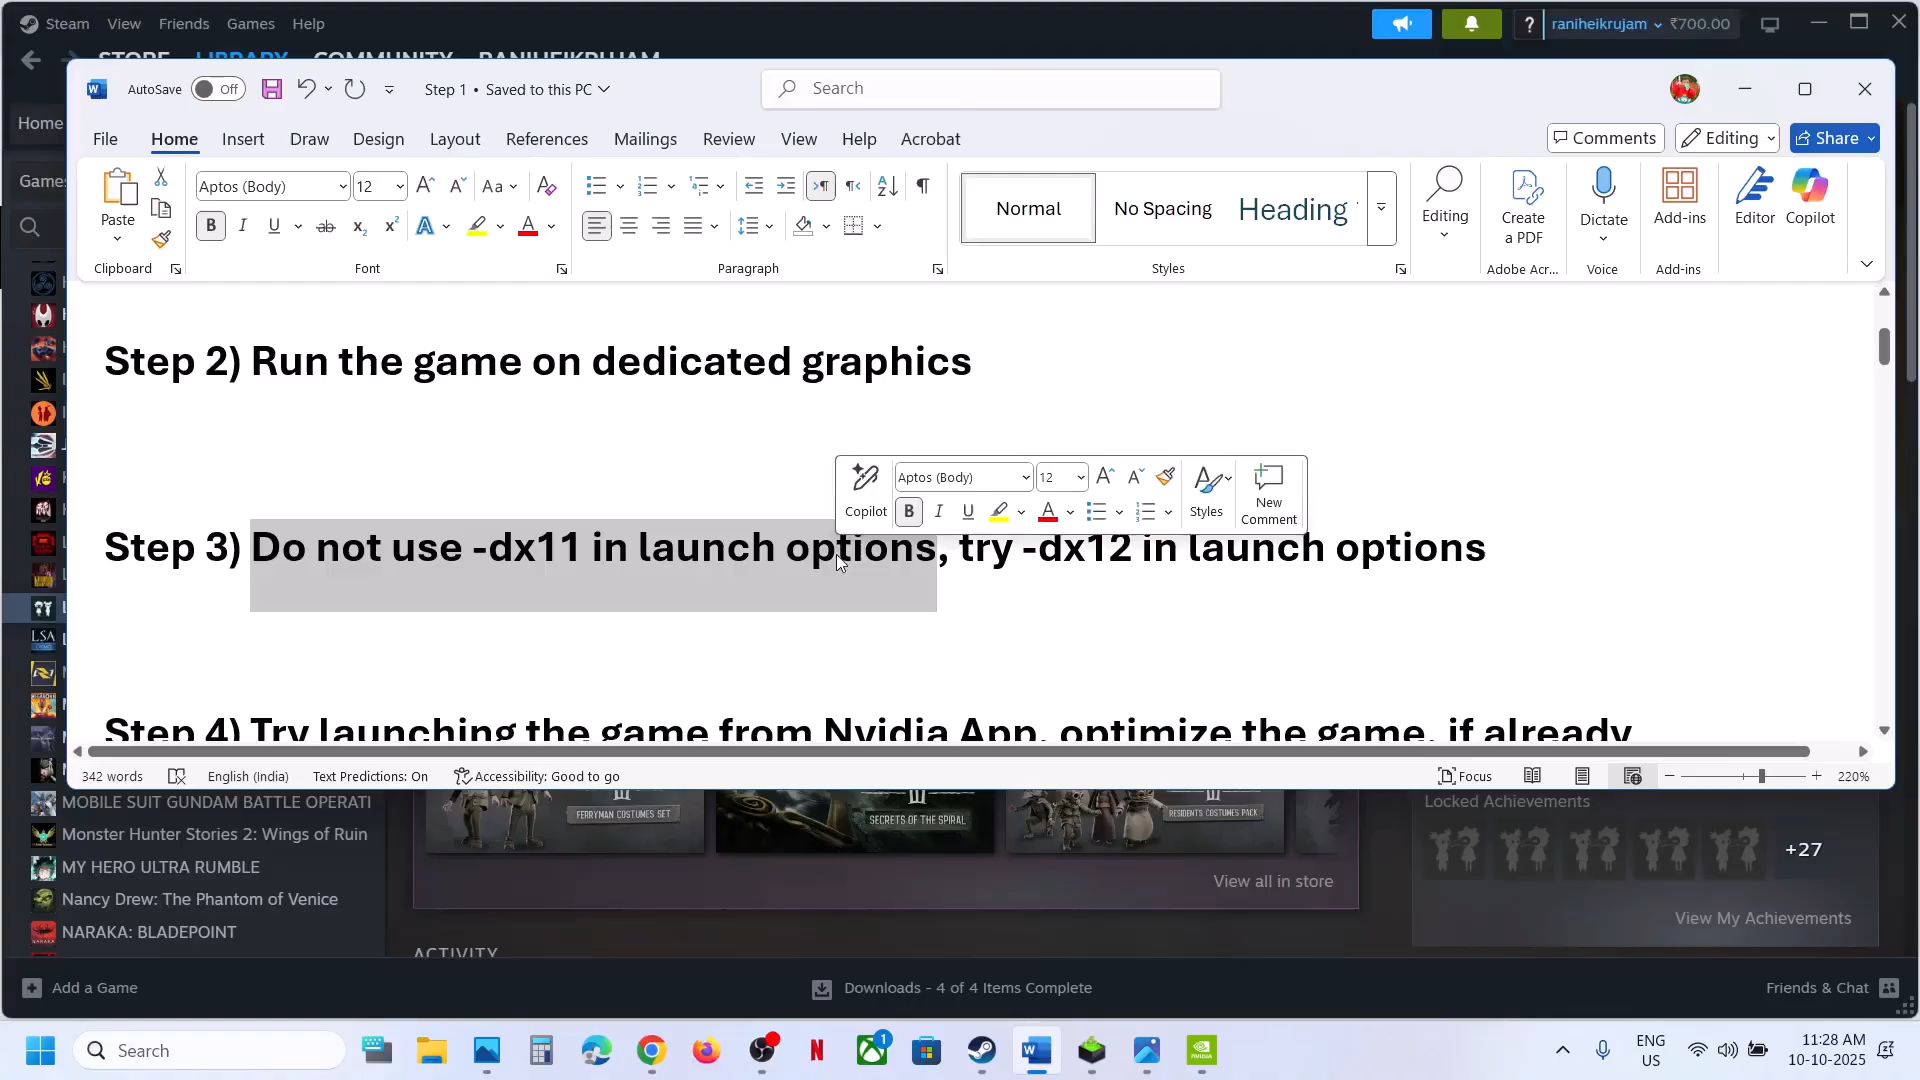 Steam View Friends Games Help
? raniheikrujam ₹700.00
STORE LIBRARY COMMUNITY RANIHEIKRUJAM
AutoSave Off Step 1 • Saved to this PC Search
File Home Insert Draw Design Layout References Mailings Review View Help Acrobat Comments Editing Share
Home
Games
Paste Aptos (Body) 12 Normal No Spacing Heading Editing Create a PDF Dictate Add-ins Editor Copilot
Clipboard Font Paragraph Styles Adobe Acr... Voice Add-ins
Step 2) Run the game on dedicated graphics
Copilot Aptos (Body) 12 Styles New Comment
Step 3) Do not use -dx11 in launch options, try -dx12 in launch options
Step 4) Try launching the game from Nvidia App, optimize the game, if already
342 words English (India) Text Predictions: On Accessibility: Good to go Focus 220%
MOBILE SUIT GUNDAM BATTLE OPERATI
Monster Hunter Stories 2: Wings of Ruin
MY HERO ULTRA RUMBLE
Nancy Drew: The Phantom of Venice
NARAKA: BLADEPOINT
FERRYMAN COSTUMES SET
SECRETS OF THE SPIRAL
RESIDENTS COSTUMES PACK
View all in store
ACTIVITY
Locked Achievements
+27
View My Achievements
Add a Game Downloads - 4 of 4 Items Complete Friends & Chat
Search ENG US 11:28 AM 10-10-2025